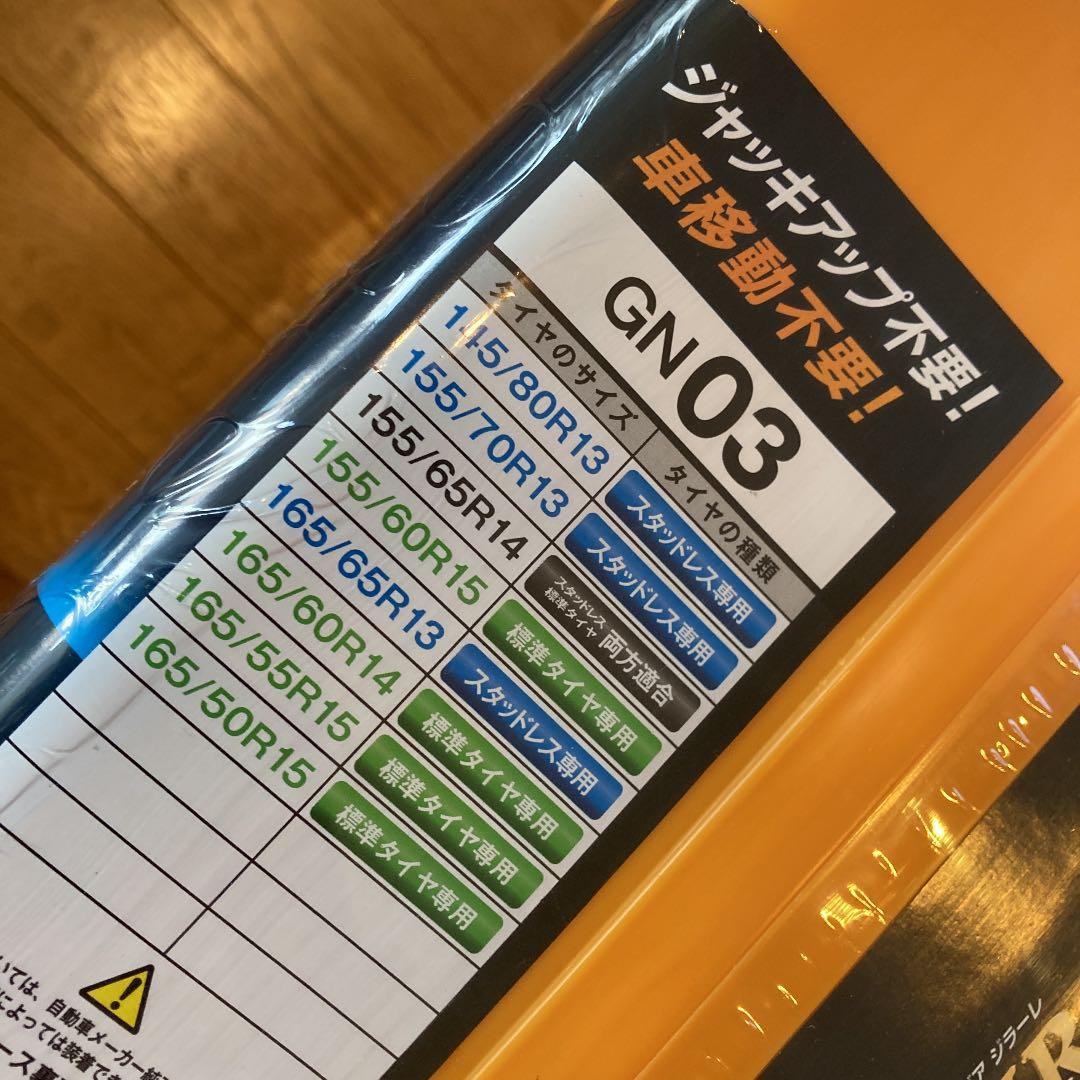 ジャッキアップ不要!
車移動不要!
GN03
タイヤのサイズ タイヤの種類
145/80R13 スタッドレス専用
155/70R13 スタッドレス専用
155/65R14 スタッドレス 標準タイヤ 両方適合
155/60R15 標準タイヤ専用
165/65R13 スタッドレス専用
165/60R14 標準タイヤ専用
165/55R15 標準タイヤ専用
165/50R15 標準タイヤ専用
いては、自動車メーカー純
によっては装着でき
ース裏
ア ジラーレ